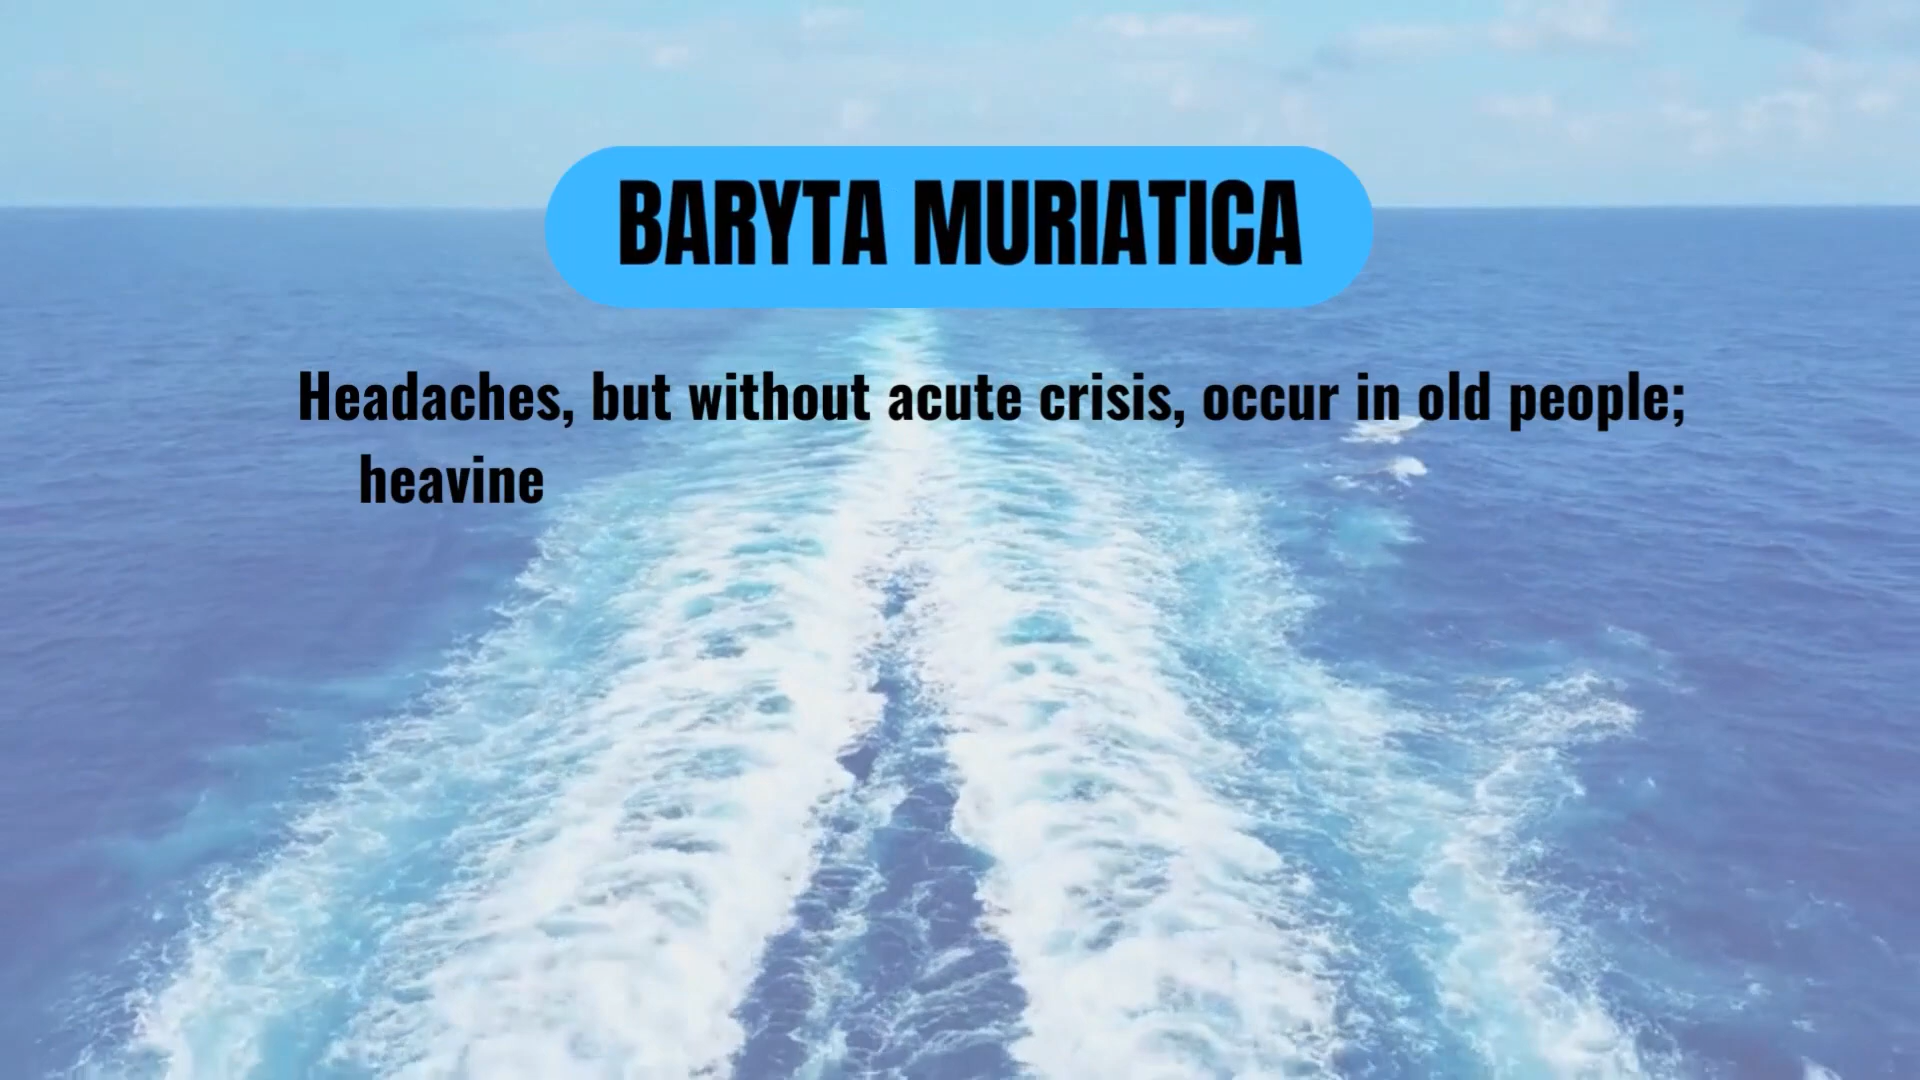 BARYTA MURIATICA
Headaches, but without acute crisis, occur in old people;
heavine